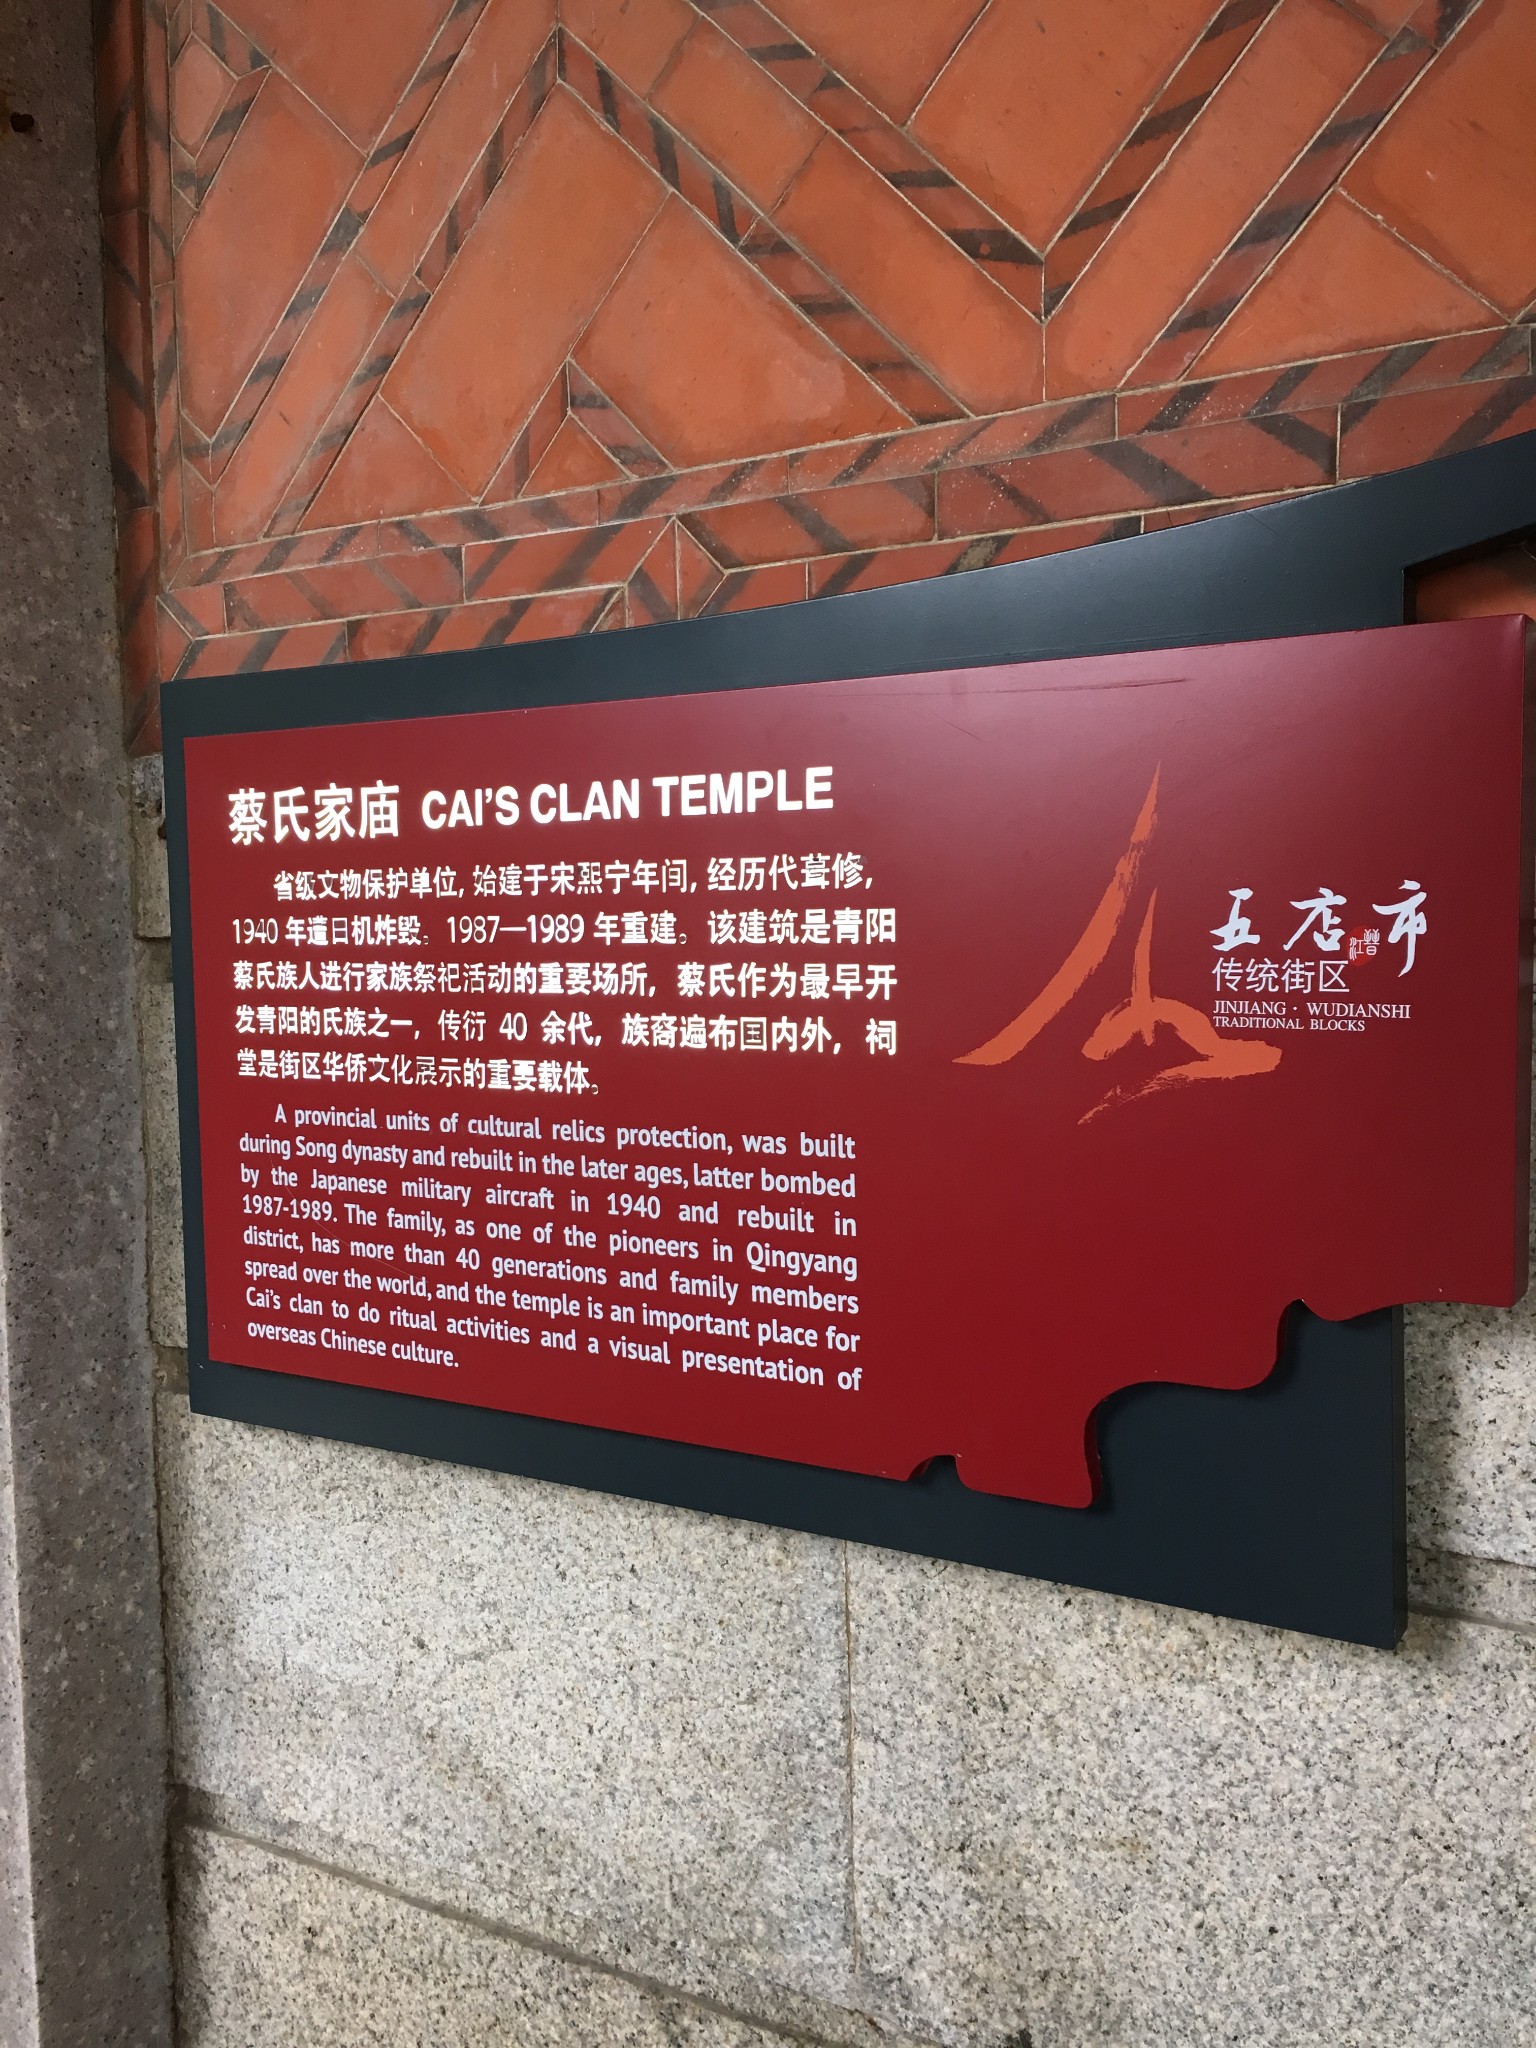 蔡氏家庙 CAI'S CLAN TEMPLE
省级文物保护单位，始建于宋熙宁年间，经历代葺修，
1940 年遭日机炸毁。1987—1989 年重建。该建筑是青阳
蔡氏族人进行家族祭祀活动的重要场所，蔡氏作为最早开
发青阳的氏族之一，传衍 40 余代，族裔遍布国内外，祠
堂是街区华侨文化展示的重要载体。
A provincial units of cultural relics protection, was built
during Song dynasty and rebuilt in the later ages, latter bombed
by the Japanese military aircraft in 1940 and rebuilt in
1987-1989. The family, as one of the pioneers in Qingyang
district, has more than 40 generations and family members
spread over the world, and the temple is an important place for
Cai's clan to do ritual activities and a visual presentation of
overseas Chinese culture.
五店市
晋江
传统街区
JINJIANG · WUDIANSHI
TRADITIONAL BLOCKS